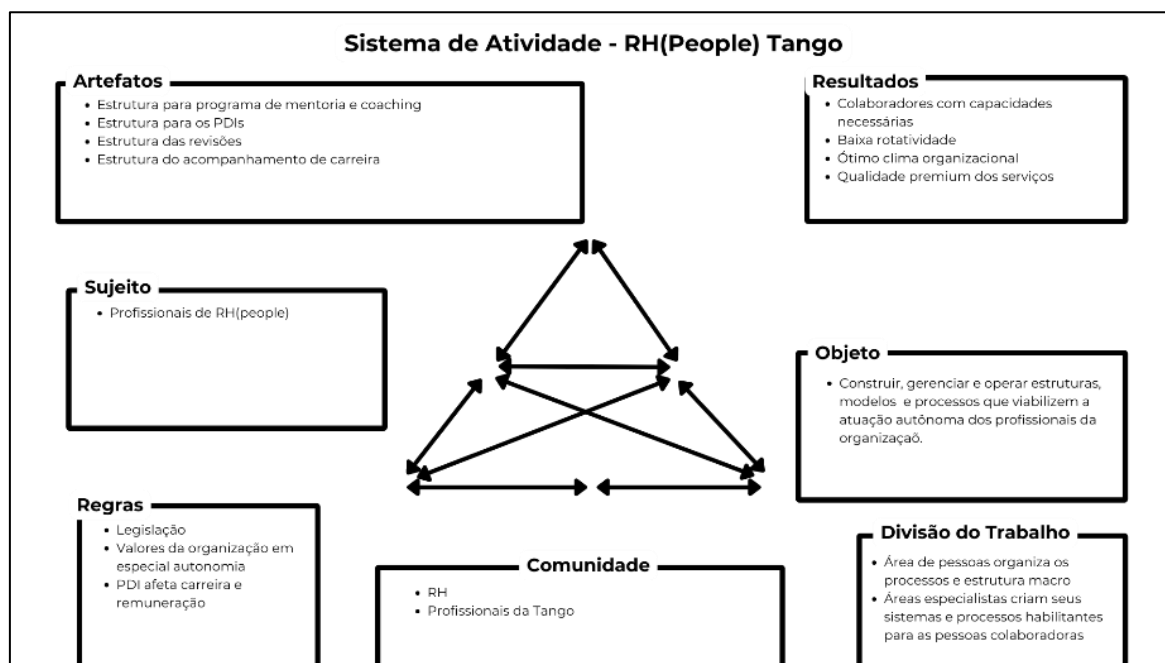 Sistema de Atividade - RH(People) Tango
Artefatos
• Estrutura para programa de mentoria e coaching
• Estrutura para os PDIs
• Estrutura das revisões
• Estrutura do acompanhamento de carreira
Resultados
• Colaboradores com capacidades
necessárias
• Baixa rotatividade
• Ótimo clima organizacional
• Qualidade premium dos serviços
Sujeito
• Profissionais de RH(people)
Objeto
• Construir, gerenciar e operar estruturas,
modelos e processos que viabilizem a
atuação autônoma dos profissionais da
organizaçaõ.
Regras
• Legislação
• Valores da organização em
especial autonomia
• PDI afeta carreira e
remuneração
Comunidade
• RH
• Profissionais da Tango
Divisão do Trabalho
• Área de pessoas organiza os
processos e estrutura macro
• Áreas especialistas criam seus
sistemas e processos habilitantes
para as pessoas colaboradoras